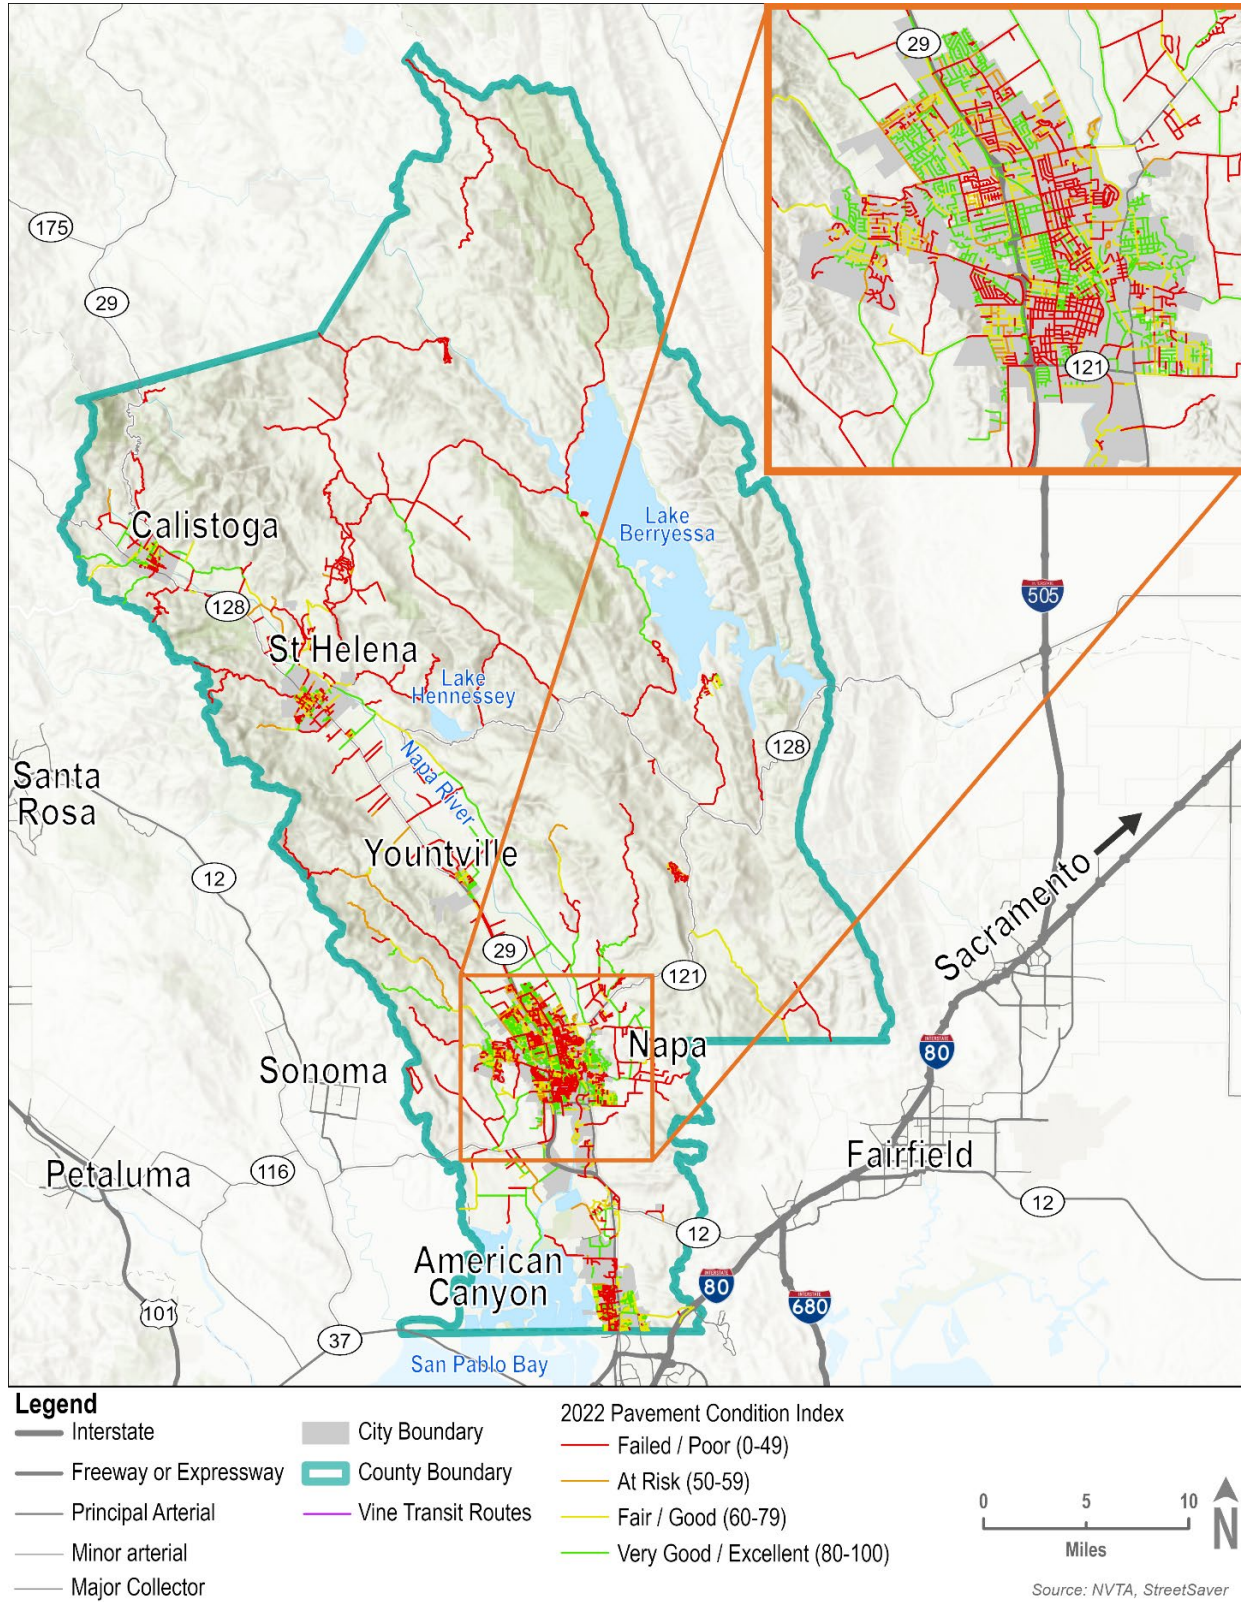 29
121
175
29
Calistoga
Lake
Berryessa
INTERSTATE
505
128
St Helena
Lake
Hennessey
128
Napa River
Santa
Rosa
Yountville
12
29
Sacramento
121
INTERSTATE
80
Napa
Sonoma
Fairfield
116
Petaluma
12
12
American
Canyon
INTERSTATE
80
INTERSTATE
680
101
37
San Pablo Bay
Legend
Interstate
Freeway or Expressway
Principal Arterial
Minor arterial
Major Collector
City Boundary
County Boundary
Vine Transit Routes
2022 Pavement Condition Index
Failed / Poor (0-49)
At Risk (50-59)
Fair / Good (60-79)
Very Good / Excellent (80-100)
0 5 10
Miles
N
Source: NVTA, StreetSaver